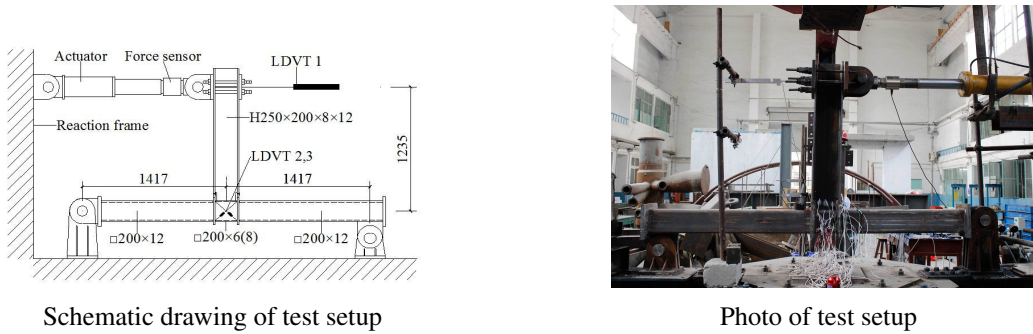 Actuator Force sensor
LDVT 1
H250×200×8×12
Reaction frame
1235
LDVT 2,3
1417 1417
□200×12 □200×6(8) □200×12
Schematic drawing of test setup Photo of test setup